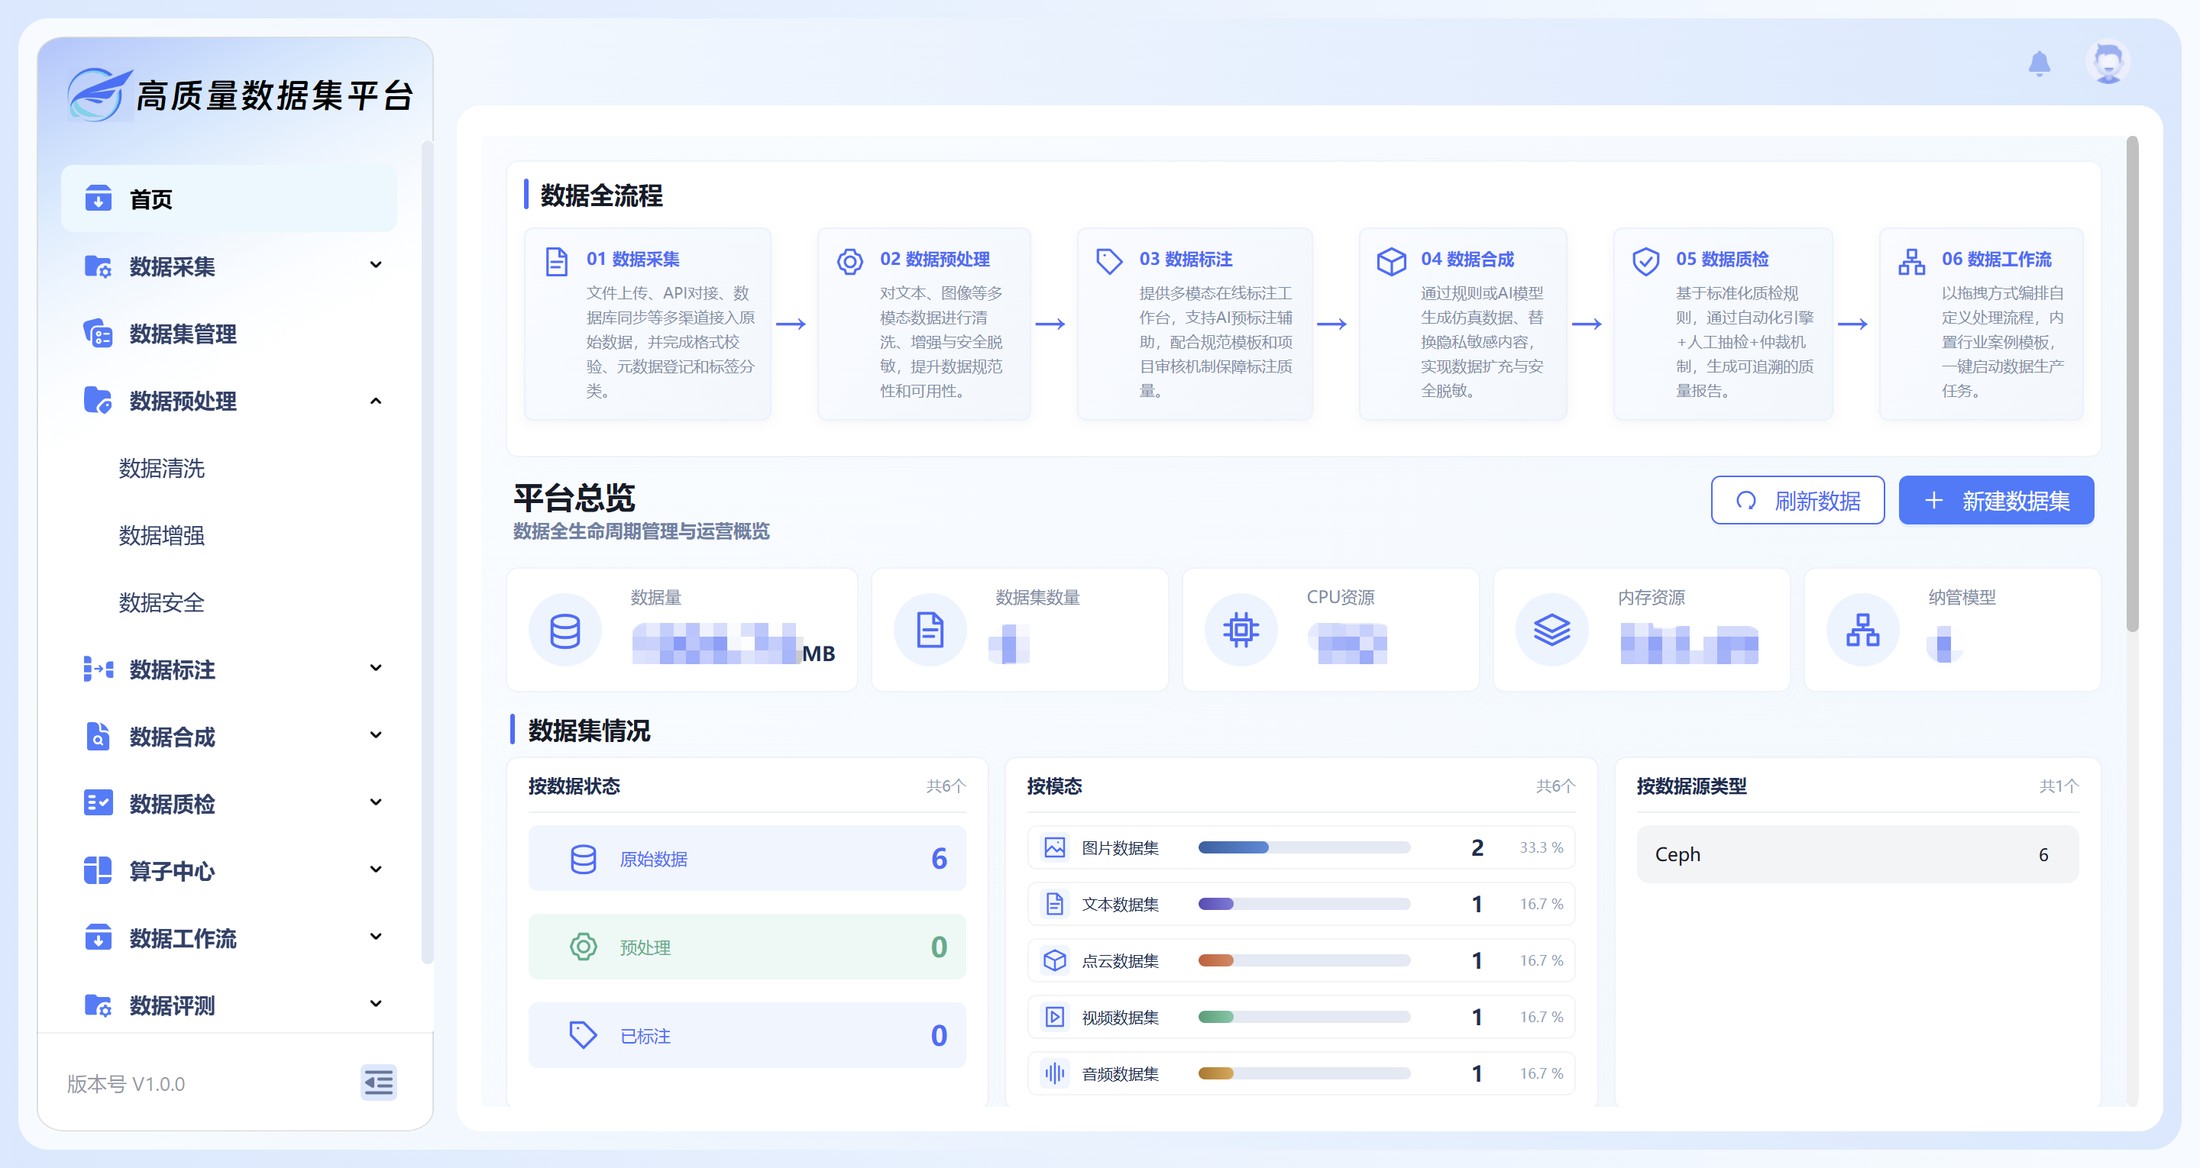 高质量数据集平台
首页
数据采集
数据集管理
数据预处理
数据清洗
数据增强
数据安全
数据标注
数据合成
数据质检
算子中心
数据工作流
数据评测
版本号 V1.0.0
数据全流程
01 数据采集
文件上传、API对接、数
据库同步等多渠道接入原
始数据，并完成格式校
验、元数据登记和标签分
类。
02 数据预处理
对文本、图像等多
模态数据进行清
洗、增强与安全脱
敏，提升数据规范
性和可用性。
03 数据标注
提供多模态在线标注工
作台，支持AI预标注辅
助，配合规范模板和项
目审核机制保障标注质
量。
04 数据合成
通过规则或AI模型
生成仿真数据、替
换隐私敏感内容，
实现数据扩充与安
全脱敏。
05 数据质检
基于标准化质检规
则，通过自动化引擎
+人工抽检+仲裁机
制，生成可追溯的质
量报告。
06 数据工作流
以拖拽方式编排自
定义处理流程，内
置行业案例模板，
一键启动数据生产
任务。
平台总览
数据全生命周期管理与运营概览
刷新数据
新建数据集
数据量
MB
数据集数量
CPU资源
内存资源
纳管模型
数据集情况
按数据状态 共6个
原始数据 6
预处理 0
已标注 0
按模态 共6个
图片数据集 2 33.3 %
文本数据集 1 16.7 %
点云数据集 1 16.7 %
视频数据集 1 16.7 %
音频数据集 1 16.7 %
按数据源类型 共1个
Ceph 6